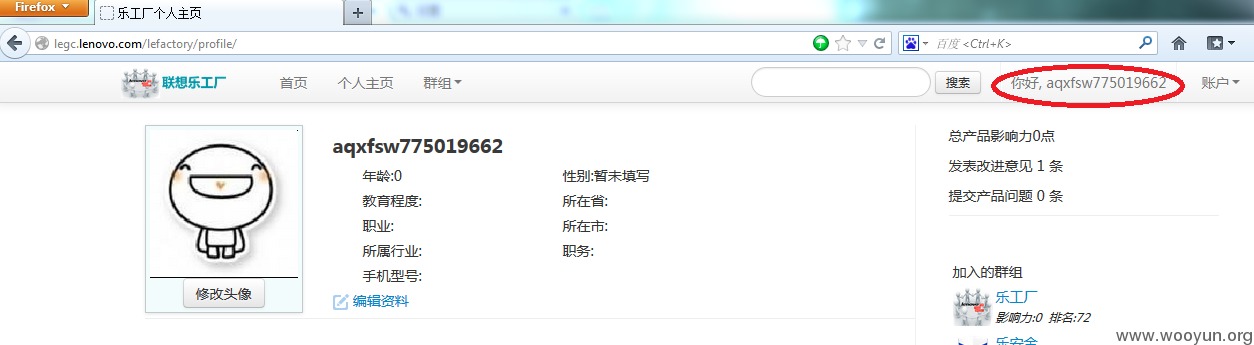 Firefox
乐工厂个人主页
legc.lenovo.com/lefactory/profile/
百度 <Ctrl+K>
联想乐工厂 首页 个人主页 群组 搜索 你好, aqxfsw775019662 账户
aqxfsw775019662
年龄:0 性别:暂未填写
教育程度: 所在省:
职业: 所在市:
所属行业: 职务:
手机型号:
修改头像
编辑资料
总产品影响力0点
发表改进意见 1 条
提交产品问题 0 条
加入的群组
乐工厂
影响力:0 排名:72
乐安全
www.wooyun.org